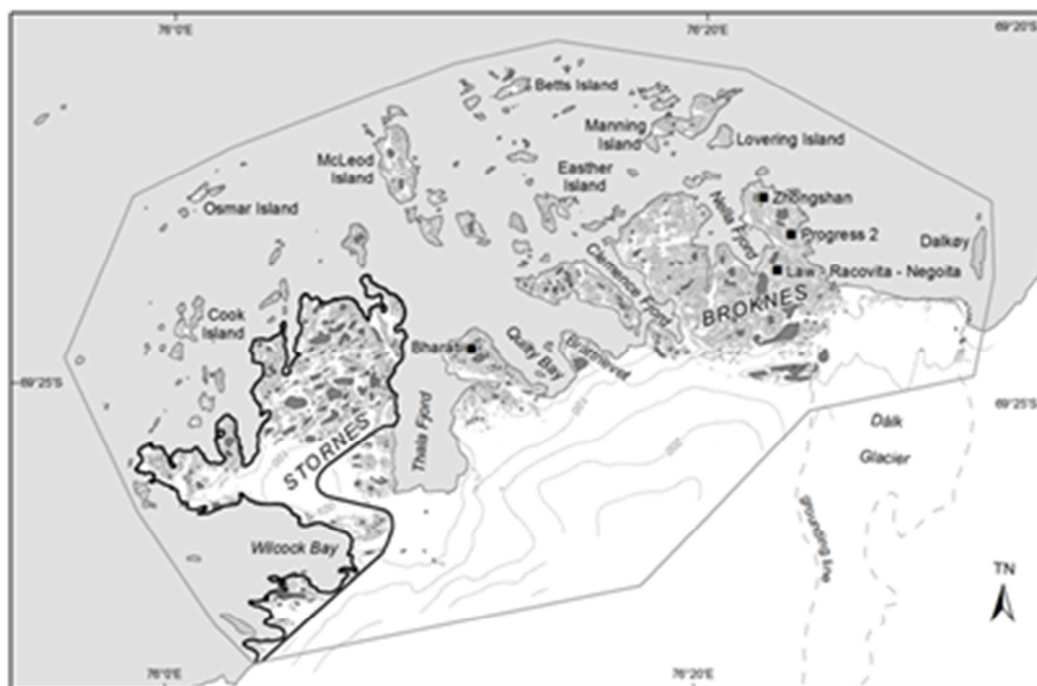 76°0'E
76°20'E
69°20'S
Betts Island
Manning
Island
Lovering Island
McLeod
Island
Easther
Island
Osmar Island
Nella Fjord
Zhongshan
Progress 2
Dalkøy
Clemence Fjord
Law - Racovita - Negoita
BROKNES
Cook
Island
Bharati
Quilty Bay
Brattnevet
69°25'S
69°25'S
Thala Fjord
STORNES
Dålk
Glacier
Wilcock Bay
grounding line
TN
76°0'E
76°20'E